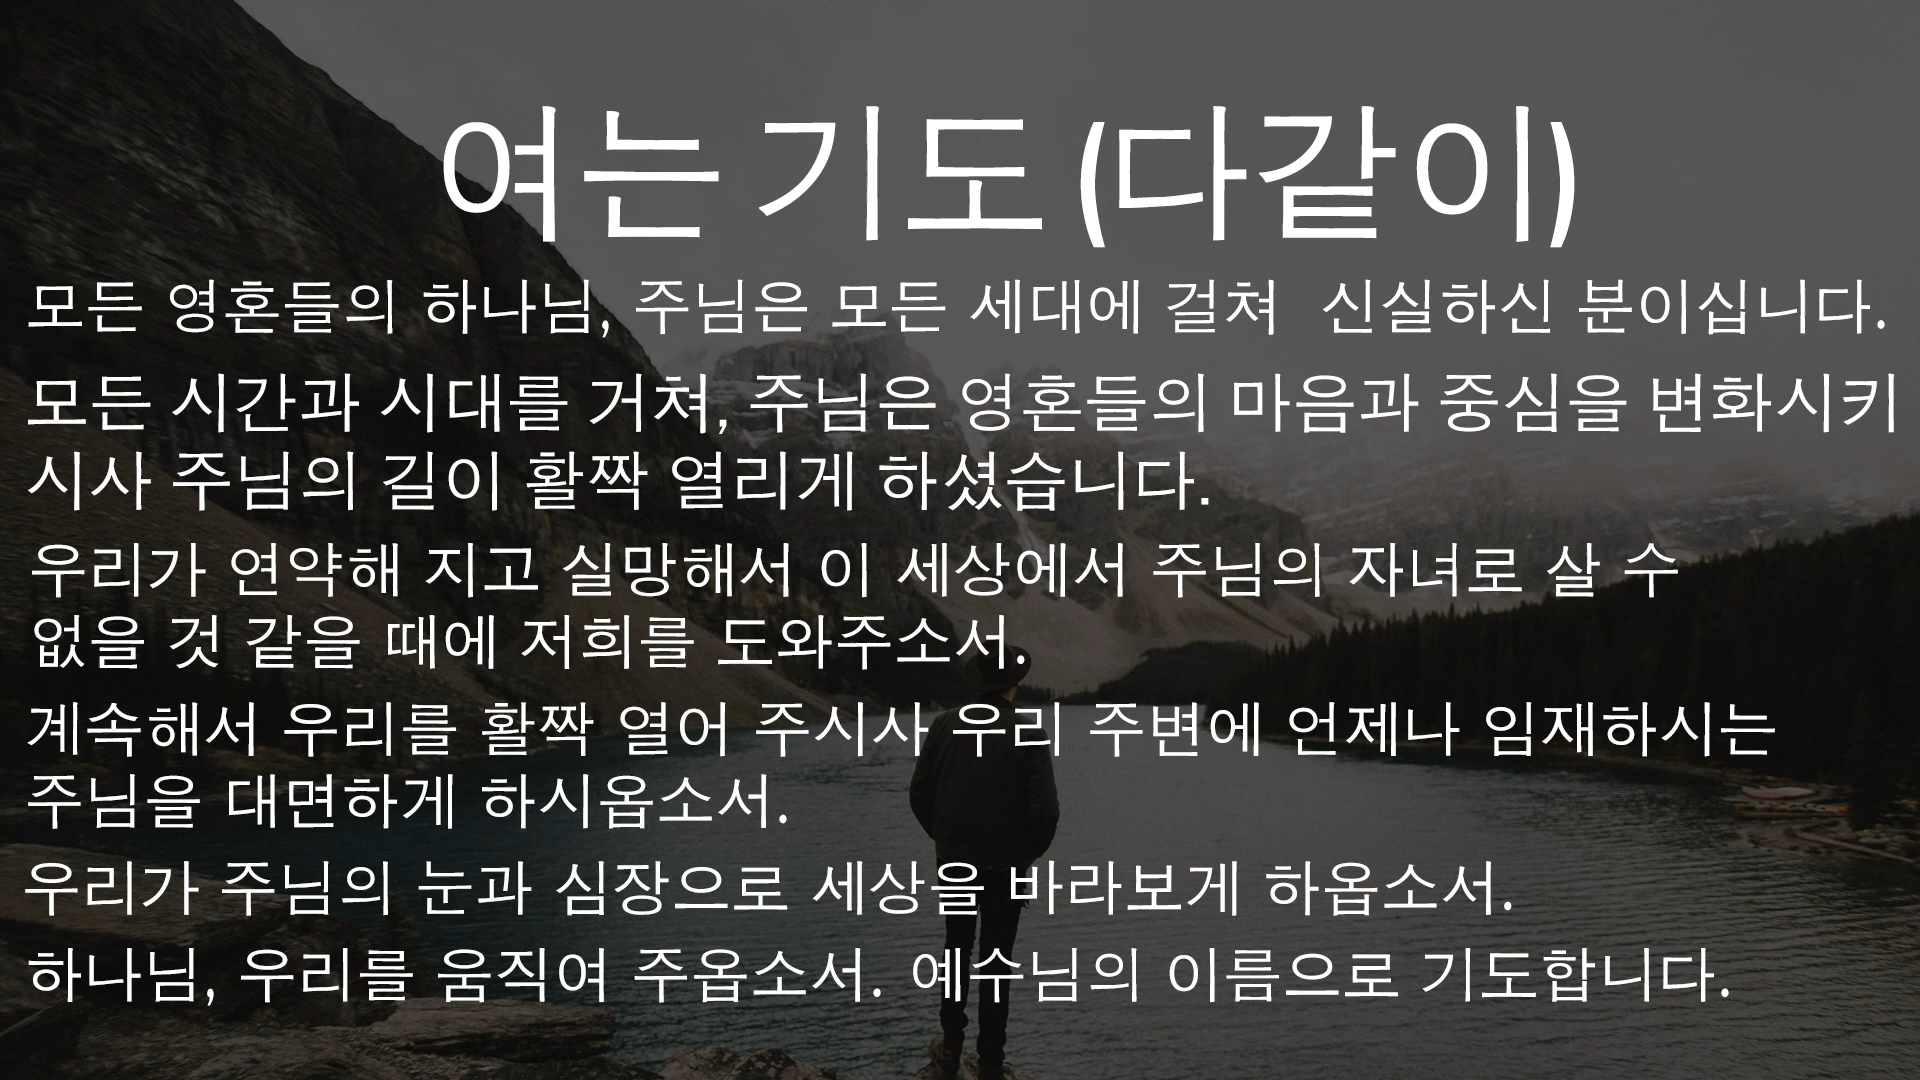 여는 기도 (다같이)
모든 영혼들의 하나님, 주님은 모든 세대에 걸쳐 신실하신 분이십니다.
모든 시간과 시대를 거쳐, 주님은 영혼들의 마음과 중심을 변화시키
시사 주님의 길이 활짝 열리게 하셨습니다.
우리가 연약해 지고 실망해서 이 세상에서 주님의 자녀로 살 수
없을 것 같을 때에 저희를 도와주소서.
계속해서 우리를 활짝 열어 주시사 우리 주변에 언제나 임재하시는
주님을 대면하게 하시옵소서.
우리가 주님의 눈과 심장으로 세상을 바라보게 하옵소서.
하나님, 우리를 움직여 주옵소서. 예수님의 이름으로 기도합니다.